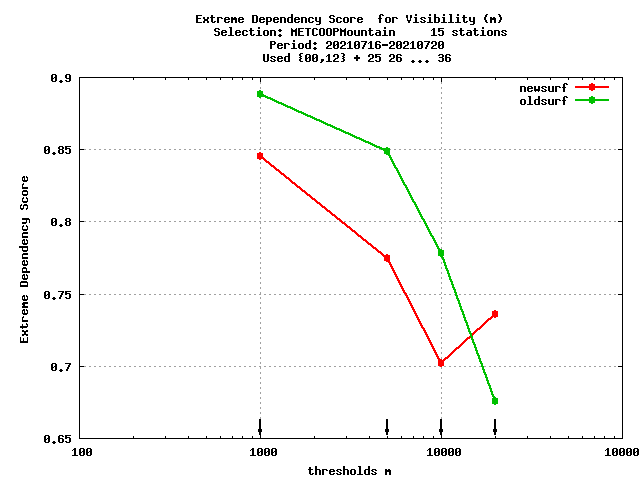 Extreme Dependency Score  for Visibility (m)
Selection: METCOOPMountain     15 stations
Period: 20210716-20210720
Used {00,12} + 25 26 ... 36
newsurf
oldsurf
0.9
0.85
0.8
0.75
0.7
0.65
Extreme Dependency Score
100 1000 10000 10000
thresholds m